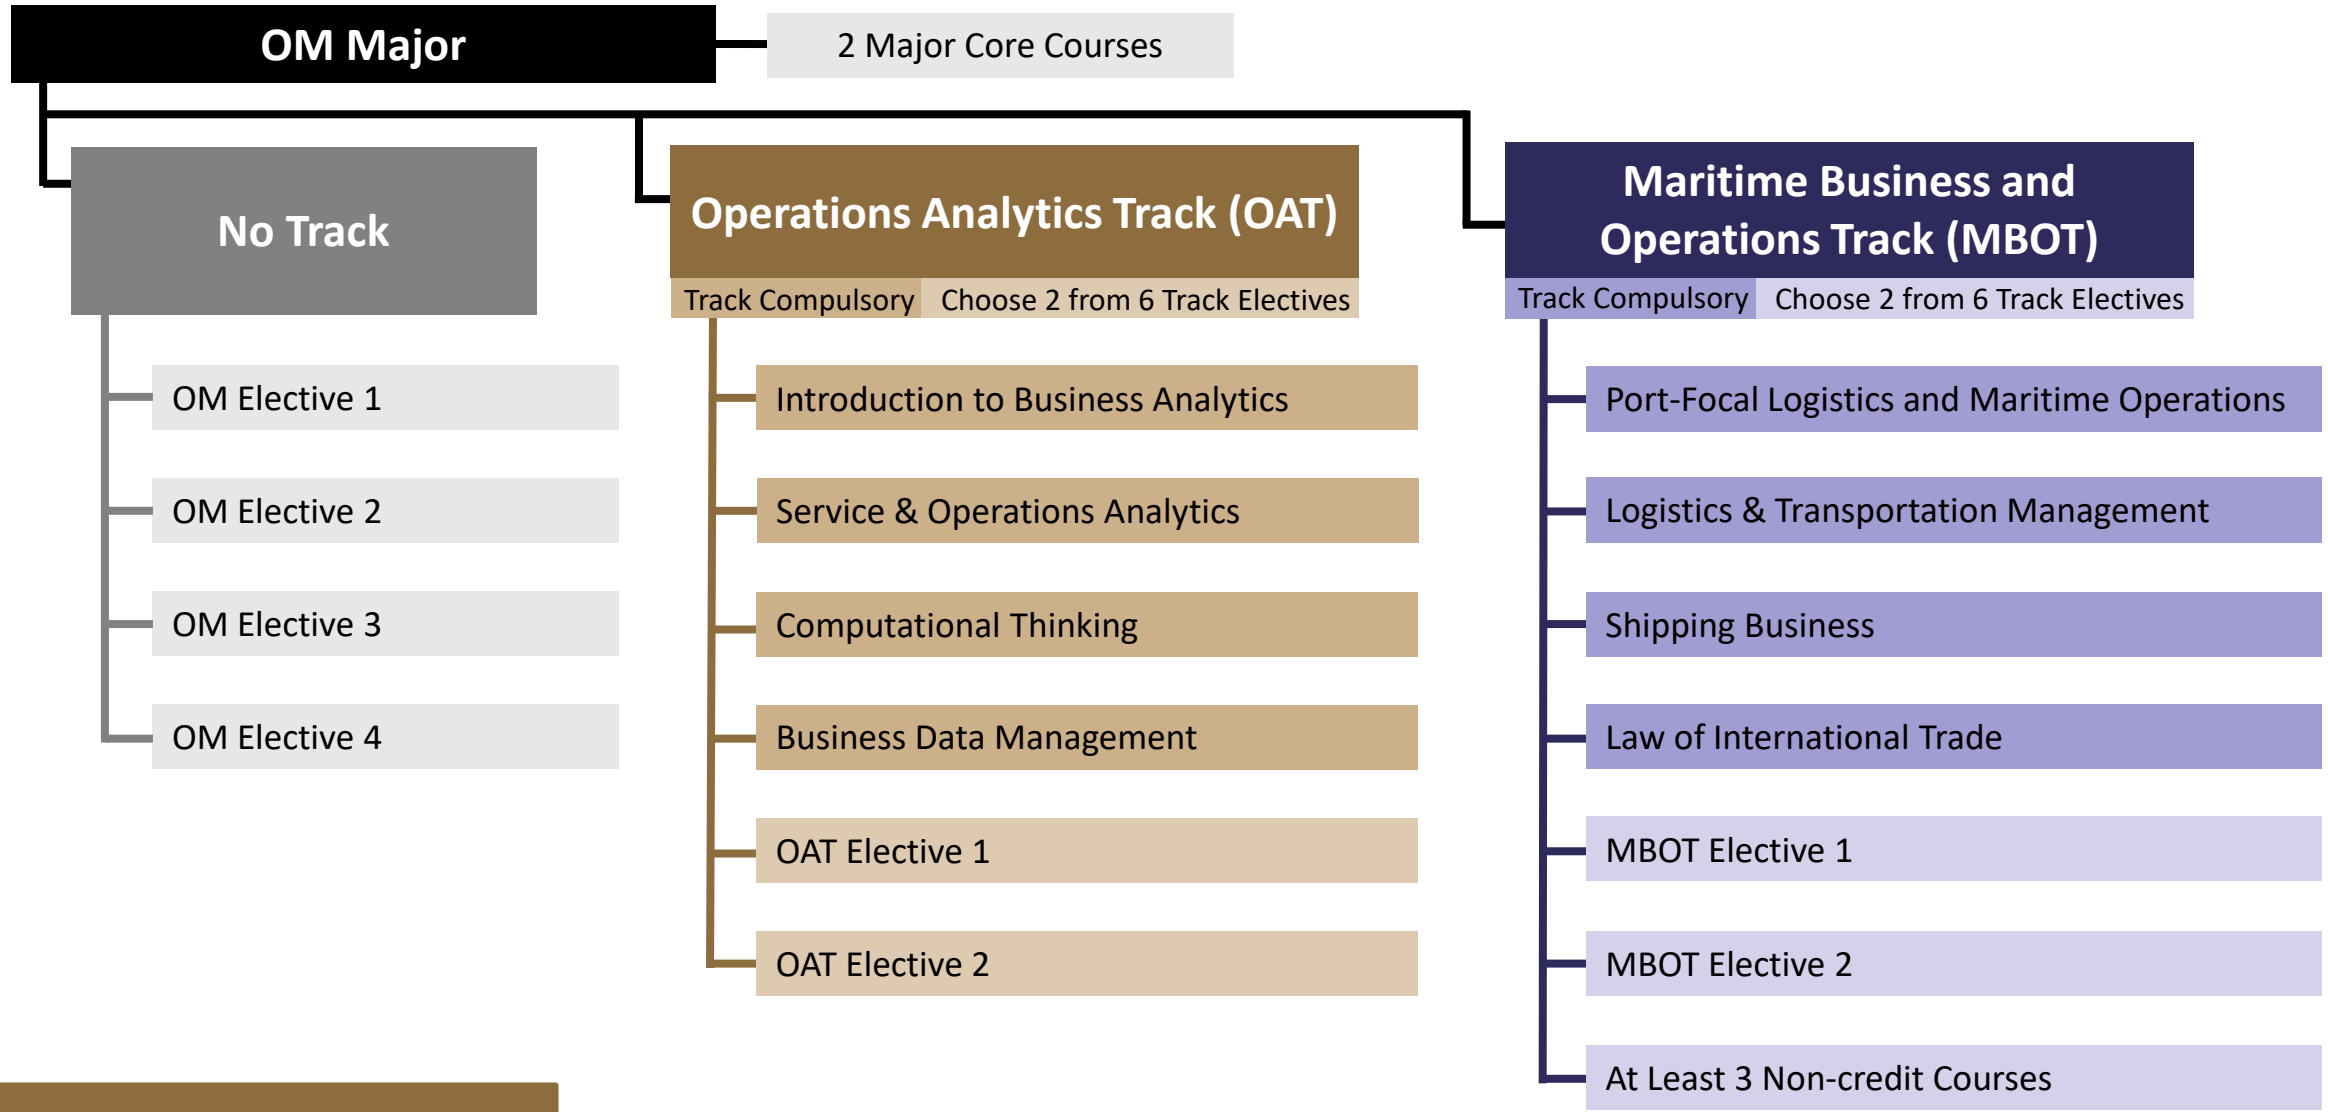 OM Major
2 Major Core Courses
No Track
OM Elective 1
OM Elective 2
OM Elective 3
OM Elective 4
Operations Analytics Track (OAT)
Track Compulsory
Choose 2 from 6 Track Electives
Introduction to Business Analytics
Service & Operations Analytics
Computational Thinking
Business Data Management
OAT Elective 1
OAT Elective 2
Maritime Business and
Operations Track (MBOT)
Track Compulsory
Choose 2 from 6 Track Electives
Port-Focal Logistics and Maritime Operations
Logistics & Transportation Management
Shipping Business
Law of International Trade
MBOT Elective 1
MBOT Elective 2
At Least 3 Non-credit Courses